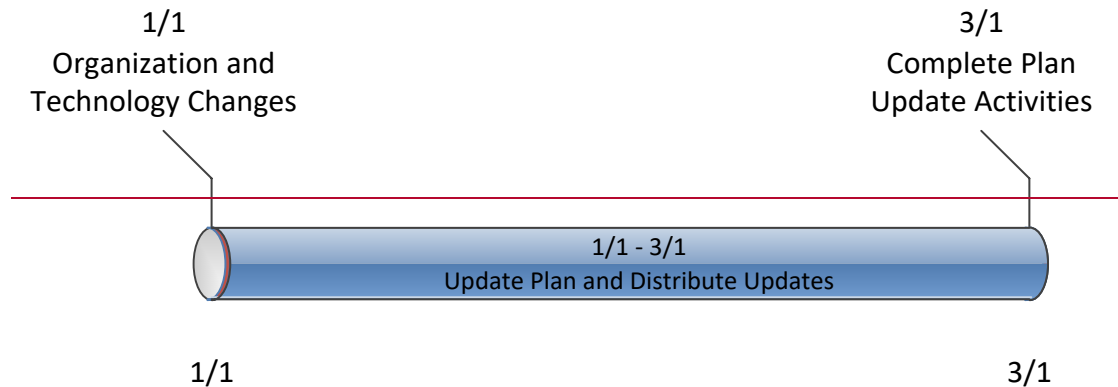 1/1
Organization and
Technology Changes
3/1
Complete Plan
Update Activities
1/1 - 3/1
Update Plan and Distribute Updates
1/1
3/1